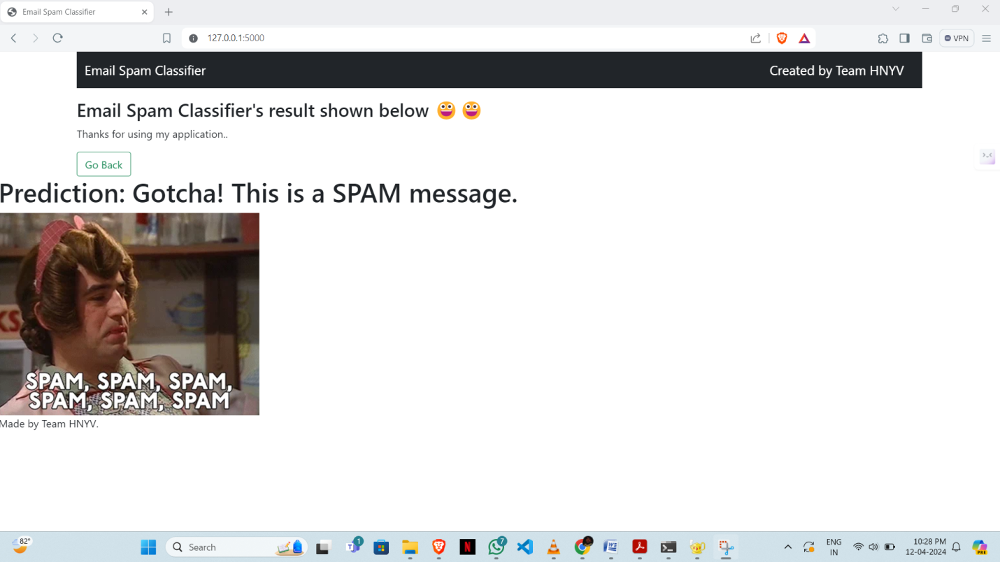 Email Spam Classifier
127.0.0.1:5000
VPN
Email Spam Classifier
Created by Team HNYV
Email Spam Classifier's result shown below 😀 😀
Thanks for using my application..
Go Back
Prediction: Gotcha! This is a SPAM message.
KS
SPAM, SPAM, SPAM,
SPAM, SPAM, SPAM
Made by Team HNYV.
82°
Search
1
7
ENG
IN
10:28 PM
12-04-2024
PRE